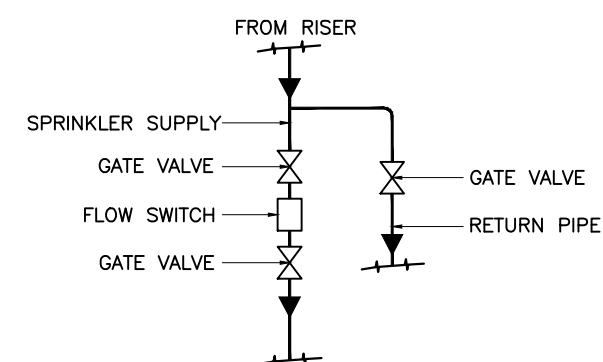 FROM RISER
SPRINKLER SUPPLY
GATE VALVE
GATE VALVE
FLOW SWITCH
RETURN PIPE
GATE VALVE